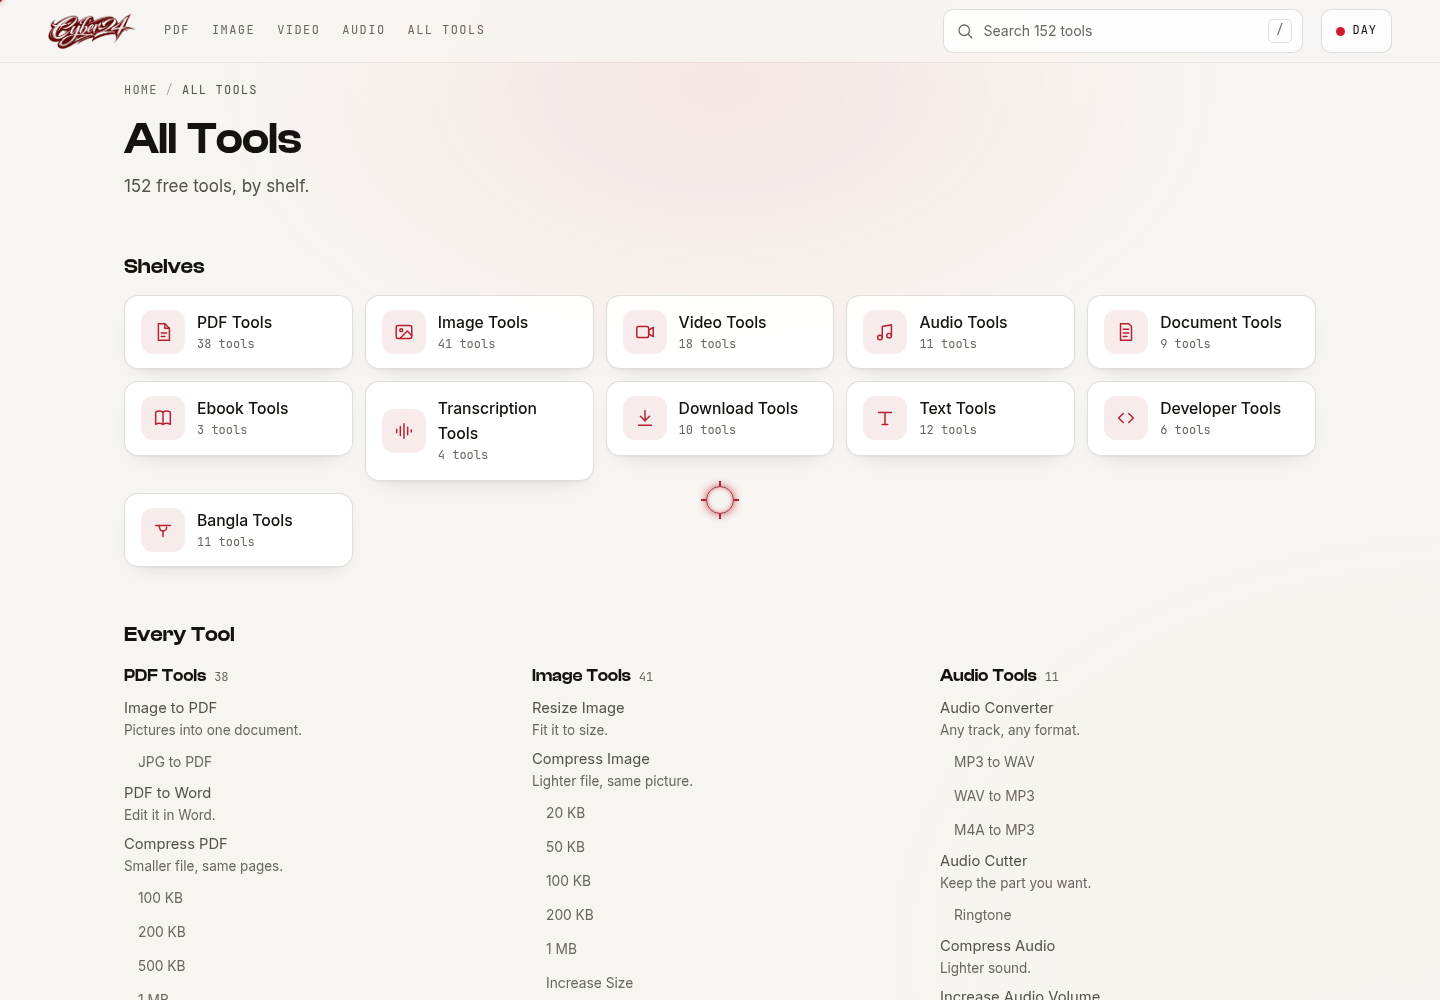 Cyber24
PDF IMAGE VIDEO AUDIO ALL TOOLS
Search 152 tools /
DAY
HOME / ALL TOOLS
All Tools
152 free tools, by shelf.
Shelves
PDF Tools
38 tools
Image Tools
41 tools
Video Tools
18 tools
Audio Tools
11 tools
Document Tools
9 tools
Ebook Tools
3 tools
Transcription
Tools
4 tools
Download Tools
10 tools
Text Tools
12 tools
Developer Tools
6 tools
Bangla Tools
11 tools
Every Tool
PDF Tools 38
Image to PDF
Pictures into one document.
JPG to PDF
PDF to Word
Edit it in Word.
Compress PDF
Smaller file, same pages.
100 KB
200 KB
500 KB
1 MB
Image Tools 41
Resize Image
Fit it to size.
Compress Image
Lighter file, same picture.
20 KB
50 KB
100 KB
200 KB
1 MB
Increase Size
Audio Tools 11
Audio Converter
Any track, any format.
MP3 to WAV
WAV to MP3
M4A to MP3
Audio Cutter
Keep the part you want.
Ringtone
Compress Audio
Lighter sound.
Increase Audio Volume